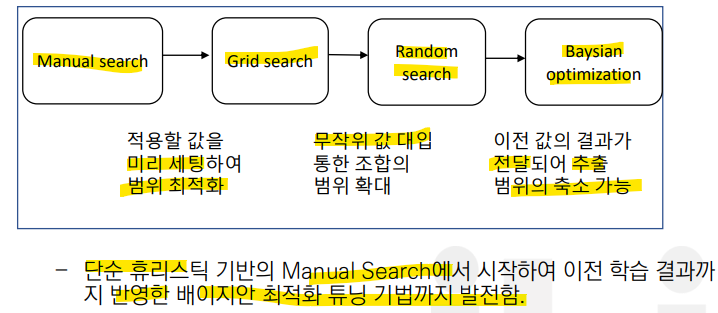 Manual search
Grid search
Random
search
Baysian
optimization
적용할 값을
미리 세팅하여
범위 최적화
무작위 값 대입
통한 조합의
범위 확대
이전 값의 결과가
전달되어 추출
범위의 축소 가능
– 단순 휴리스틱 기반의 Manual Search에서 시작하여 이전 학습 결과까
지 반영한 배이지안 최적화 튜닝 기법까지 발전함.